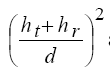 (h_t + h_r / d)^2